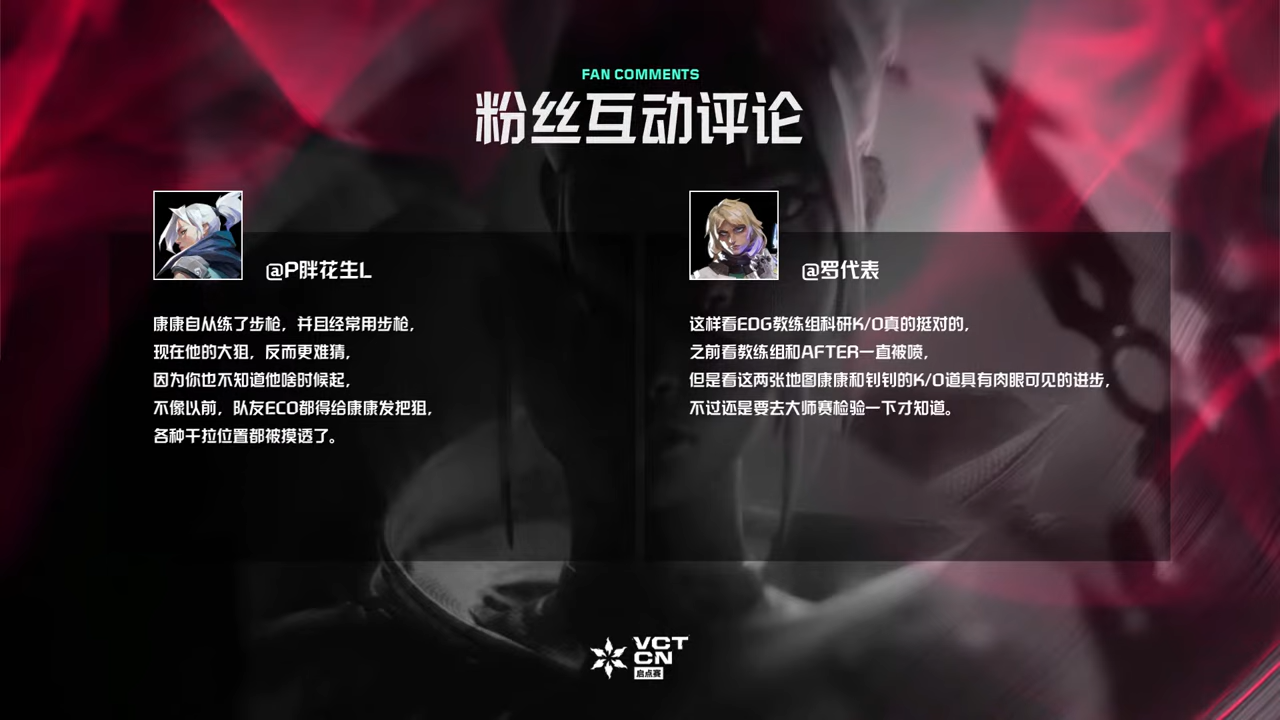 FAN COMMENTS
粉丝互动评论
@P胖花生L
康康自从练了步枪，并且经常用步枪，
现在他的大狙，反而更难猜，
因为你也不知道他啥时候起，
不像以前，队友ECO都得给康康发把狙，
各种干拉位置都被摸透了。
@罗代表
这样看EDG教练组科研K/O真的挺对的，
之前看教练组和AFTER一直被喷，
但是看这两张地图康康和钊钊的K/O道具有肉眼可见的进步，
不过还是要去大师赛检验一下才知道。
VCT
CN
启点赛